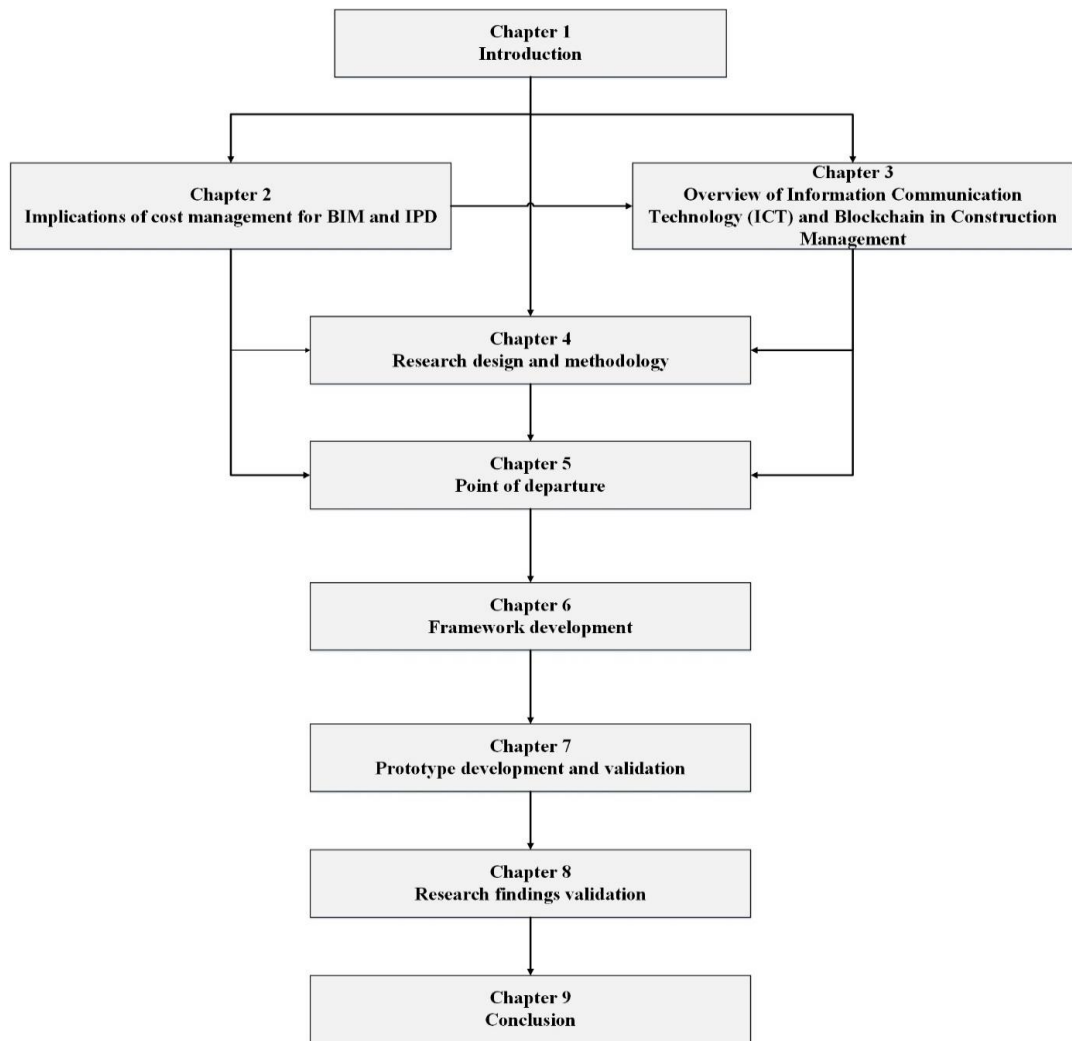 Chapter 1
Introduction
Chapter 2
Implications of cost management for BIM and IPD
Chapter 3
Overview of Information Communication
Technology (ICT) and Blockchain in Construction
Management
Chapter 4
Research design and methodology
Chapter 5
Point of departure
Chapter 6
Framework development
Chapter 7
Prototype development and validation
Chapter 8
Research findings validation
Chapter 9
Conclusion